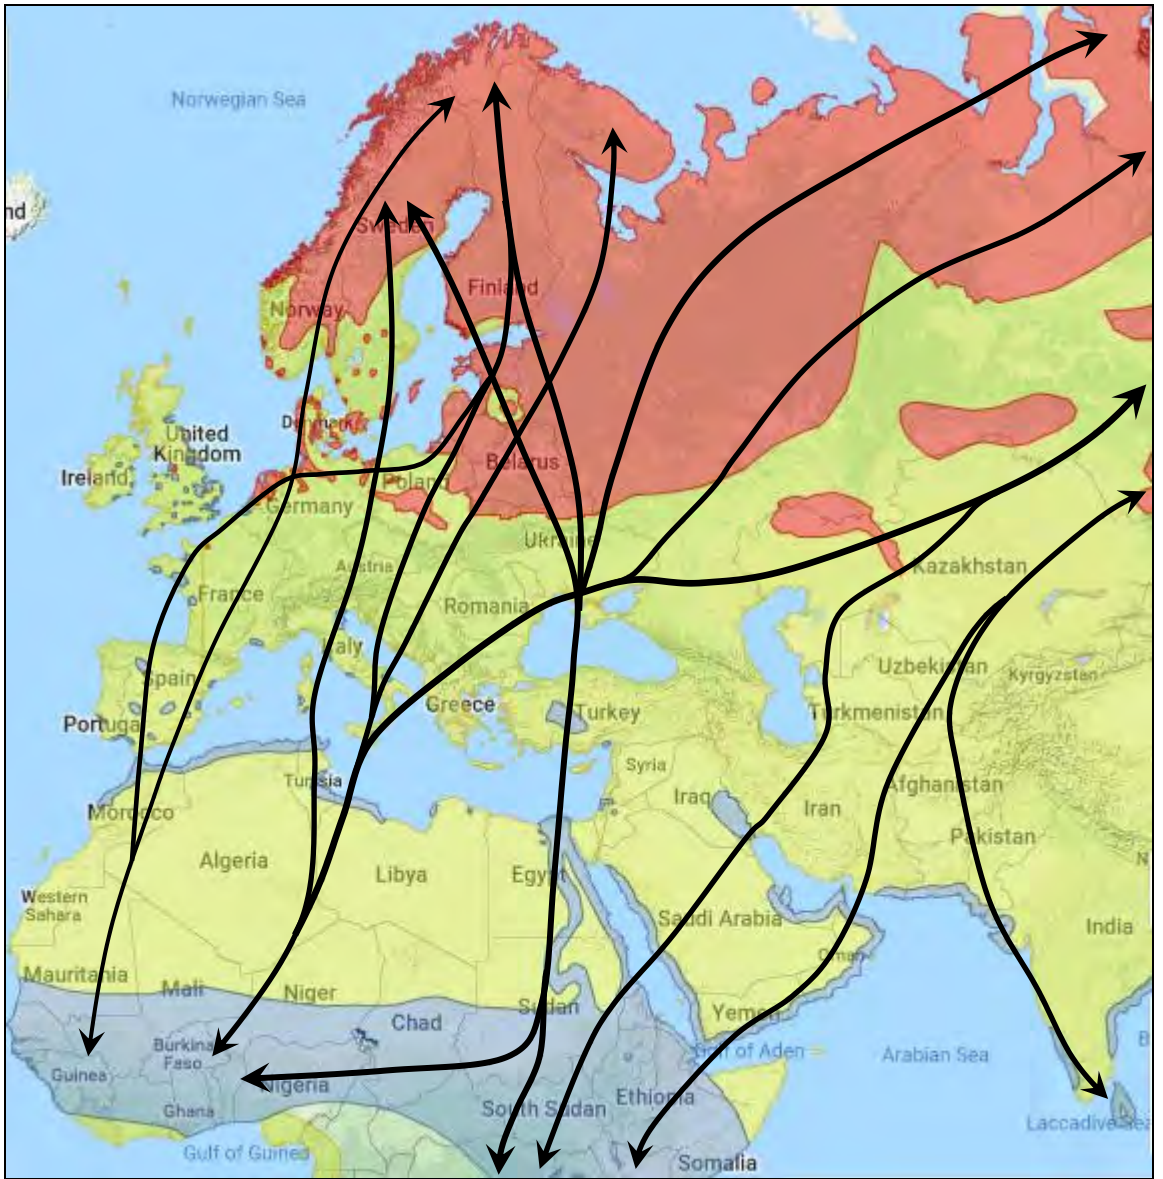 Norwegian Sea
nd
Sweden
Finland
Norway
Denmark
United
Kingdom
Ireland
Belarus
Poland
Germany
Ukraine
Austria
Kazakhstan
France
Romania
Italy
Uzbekistan
Kyrgyzstan
Spain
Greece
Portuga
Turkey
Turkmenistan
Syria
Tunisia
Afghanistan
Iraq
Iran
Morocco
Pakistan
Algeria
Libya
Egypt
N
Western
Sahara
Saudi Arabia
India
Oman
Mauritania
Mali
Niger
Sudan
Yemen
Chad
Burkina
Faso
Gulf of Aden
Arabian Sea
B
Guinea
Nigeria
Ethiopia
Ghana
South Sudan
Laccadive Sea
Gulf of Guinea
Somalia